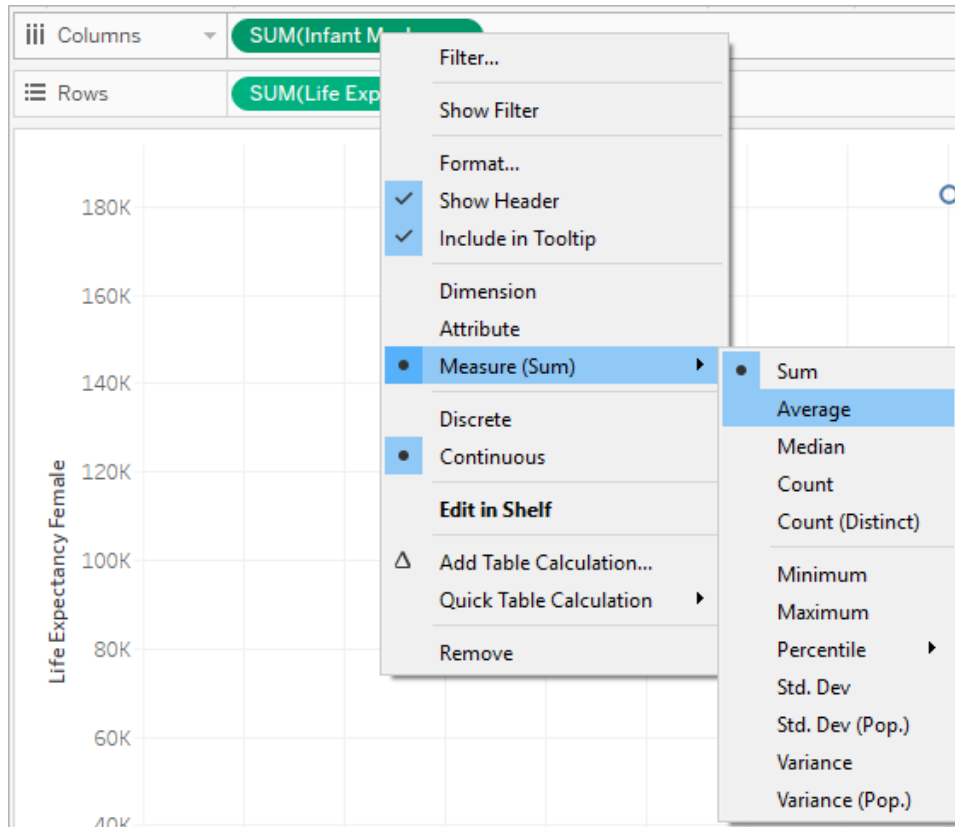 Columns
SUM(Infant
Rows
SUM(Life Exp
Filter...
Show Filter
Format...
Show Header
Include in Tooltip
Dimension
Attribute
Measure (Sum)
Discrete
Continuous
Edit in Shelf
Add Table Calculation...
Quick Table Calculation
Remove
Sum
Average
Median
Count
Count (Distinct)
Minimum
Maximum
Percentile
Std. Dev
Std. Dev (Pop.)
Variance
Variance (Pop.)
Life Expectancy Female
180K
160K
140K
120K
100K
80K
60K
40K